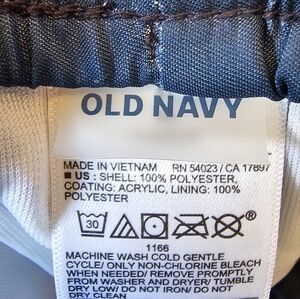 OLD NAVY
MADE IN VIETNAM RN 54023 / CA 17897
■ US : SHELL: 100% POLYESTER,
COATING: ACRYLIC, LINING: 100%
POLYESTER
30
®
1166
MACHINE WASH COLD GENTLE
CYCLE/ ONLY NON-CHLORINE BLEACH
WHEN NEEDED/ REMOVE PROMPTLY
FROM WASHER AND DRYER/ TUMBLE
DRY LOW/ DO NOT IRON/ DO NOT
DRY CLEAN